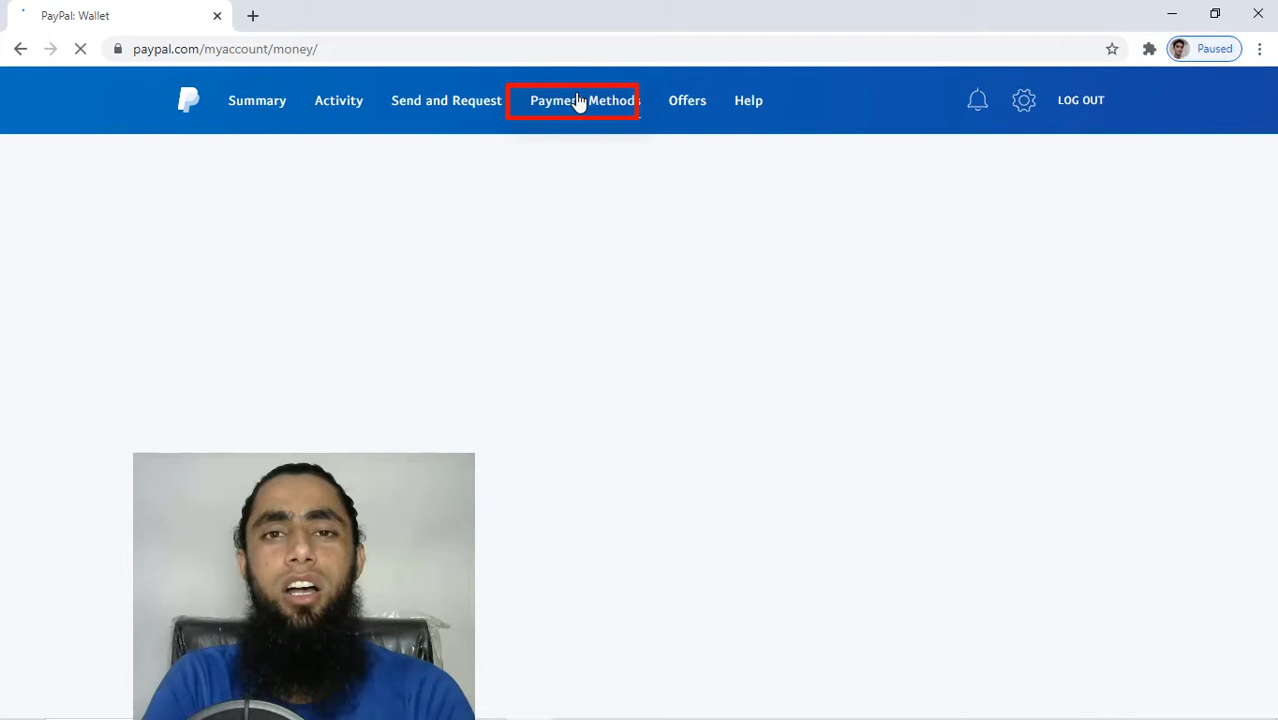 PayPal: Wallet
paypal.com/myaccount/money/
Paused
Summary Activity Send and Request Payment Methods Offers Help LOG OUT